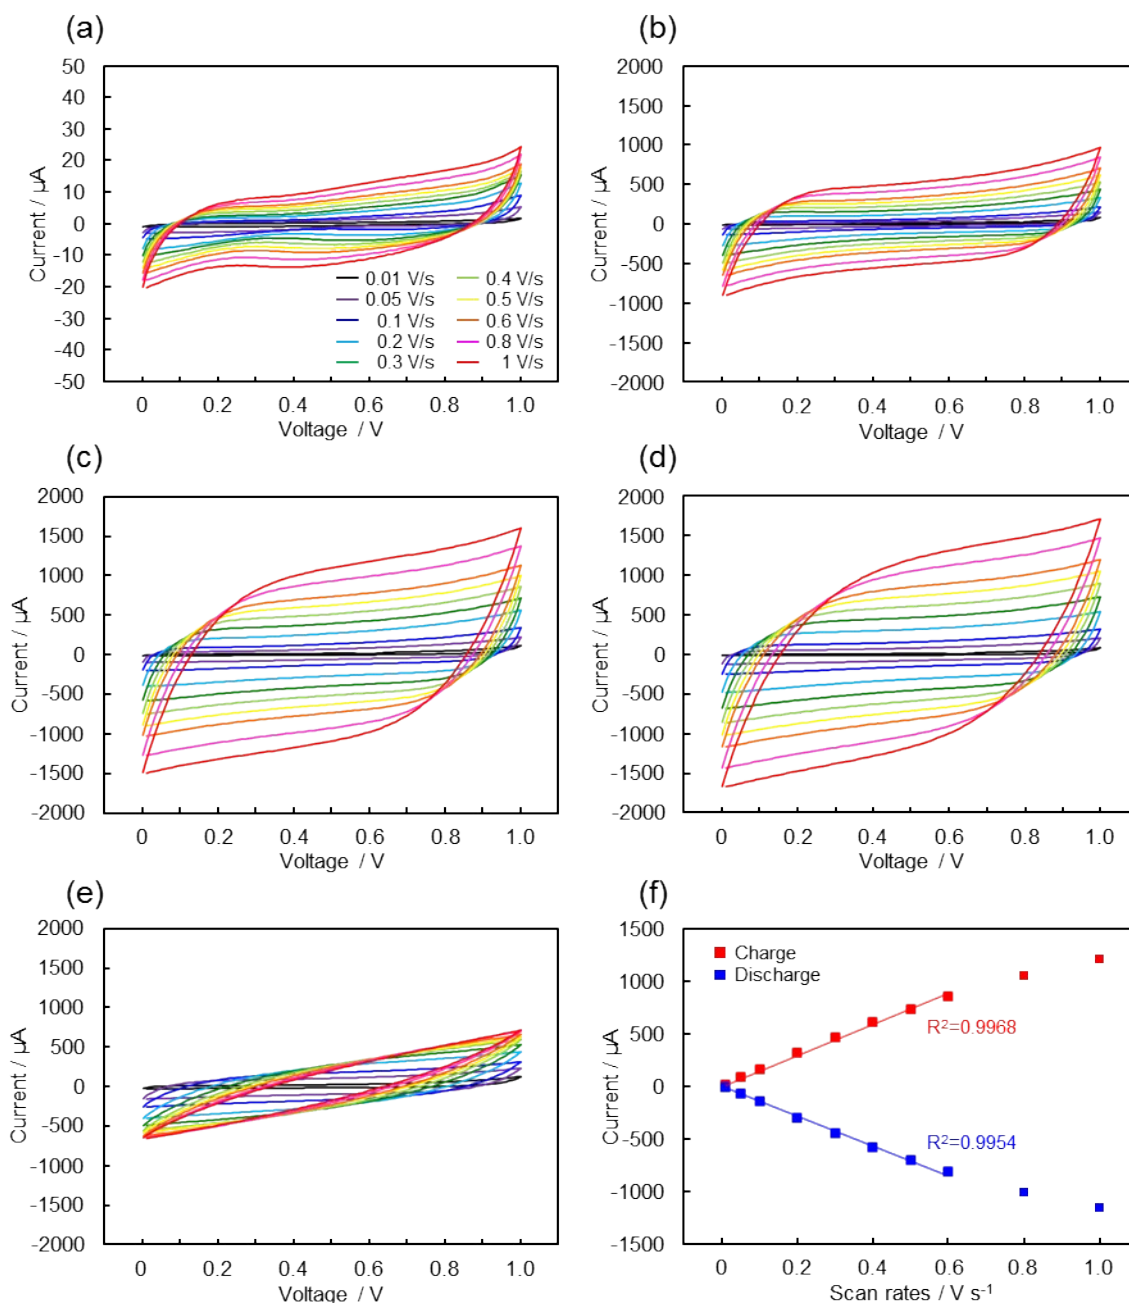 (a)
50
40
30
20
10
0
-10
-20
-30
-40
-50
Current / µA
0.01 V/s
0.05 V/s
0.1 V/s
0.2 V/s
0.3 V/s
0.4 V/s
0.5 V/s
0.6 V/s
0.8 V/s
1 V/s
0 0.2 0.4 0.6 0.8 1.0
Voltage / V
(b)
2000
1500
1000
500
0
-500
-1000
-1500
-2000
Current / µA
0 0.2 0.4 0.6 0.8 1.0
Voltage / V
(c)
2000
1500
1000
500
0
-500
-1000
-1500
-2000
Current / µA
0 0.2 0.4 0.6 0.8 1.0
Voltage / V
(d)
2000
1500
1000
500
0
-500
-1000
-1500
-2000
Current / µA
0 0.2 0.4 0.6 0.8 1.0
Voltage / V
(e)
2000
1500
1000
500
0
-500
-1000
-1500
-2000
Current / µA
0 0.2 0.4 0.6 0.8 1.0
Voltage / V
(f)
1500
1000
500
0
-500
-1000
-1500
Current / µA
Charge
Discharge
R²=0.9968
R²=0.9954
0 0.2 0.4 0.6 0.8 1.0
Scan rates / V s⁻¹